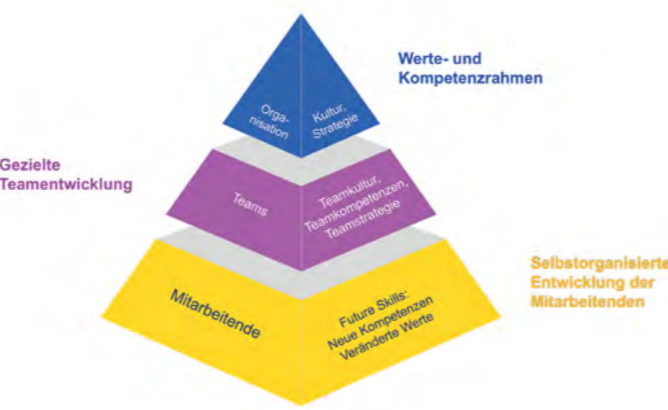 Werte- und
Kompetenzrahmen
Orga-
nisation
Kultur,
Strategie
Gezielte
Teamentwicklung
Teams
Teamkultur,
Teamkompetenzen,
Teamstrategie
Selbstorganisierte
Entwicklung der
Mitarbeitenden
Mitarbeitende
Future Skills:
Neue Kompetenzen
Veränderte Werte